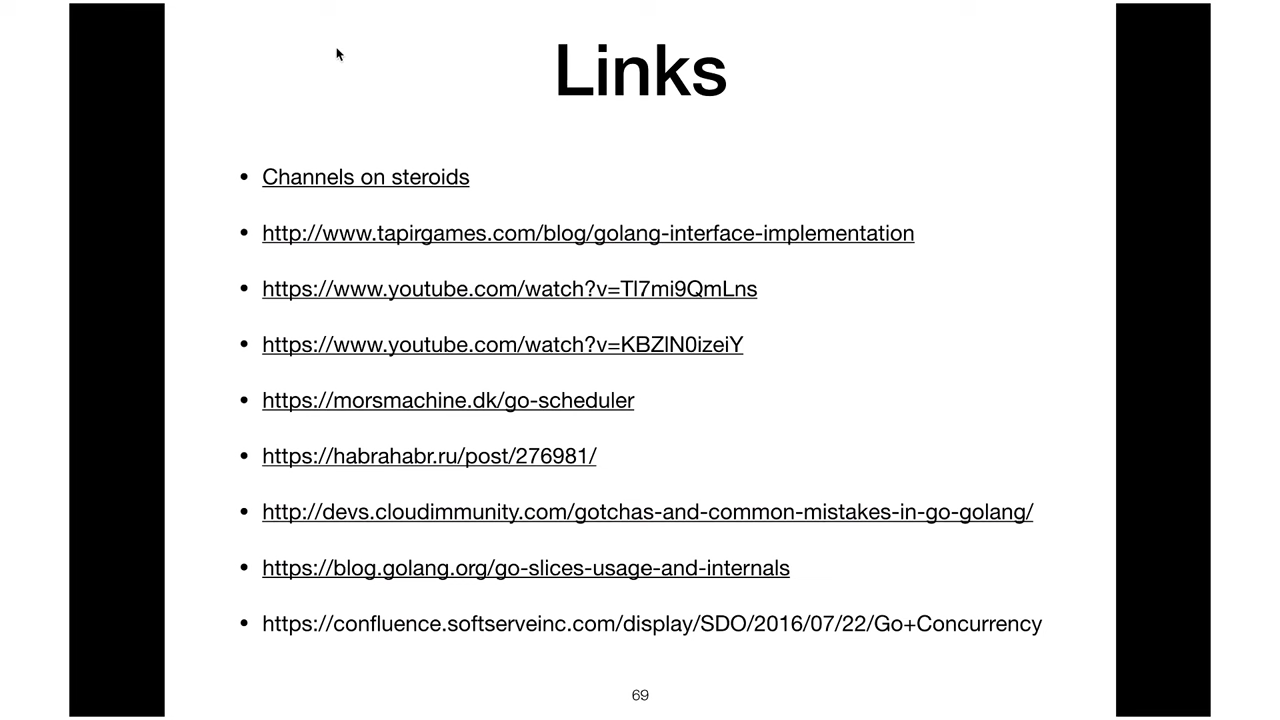 Links
• Channels on steroids
• http://www.tapirgames.com/blog/golang-interface-implementation
• https://www.youtube.com/watch?v=Tl7mi9QmLns
• https://www.youtube.com/watch?v=KBZlN0izeiY
• https://morsmachine.dk/go-scheduler
• https://habrahabr.ru/post/276981/
• http://devs.cloudimmunity.com/gotchas-and-common-mistakes-in-go-golang/
• https://blog.golang.org/go-slices-usage-and-internals
• https://confluence.softserveinc.com/display/SDO/2016/07/22/Go+Concurrency
69